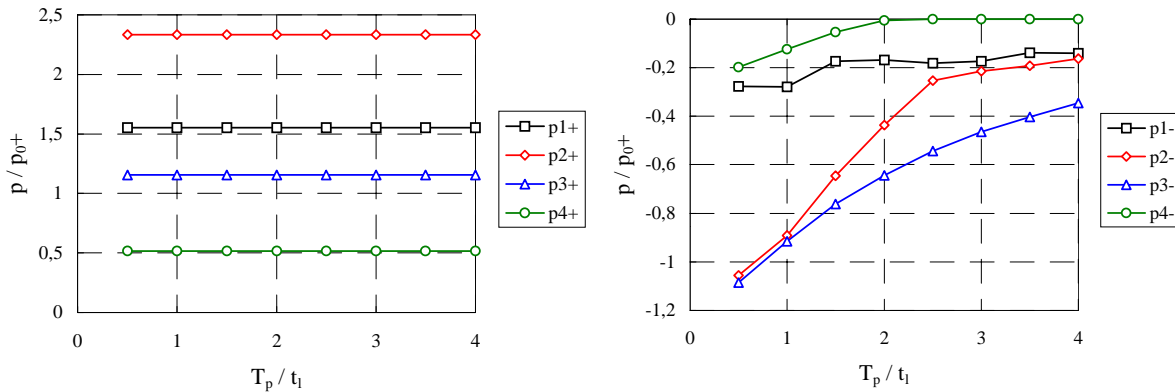 2,5
2
1,5
1
0,5
0
0 1 2 3 4
p / p0+
Tp / tl
p1+
p2+
p3+
p4+
0
-0,2
-0,4
-0,6
-0,8
-1
-1,2
0 1 2 3 4
p / p0+
Tp / tl
p1-
p2-
p3-
p4-